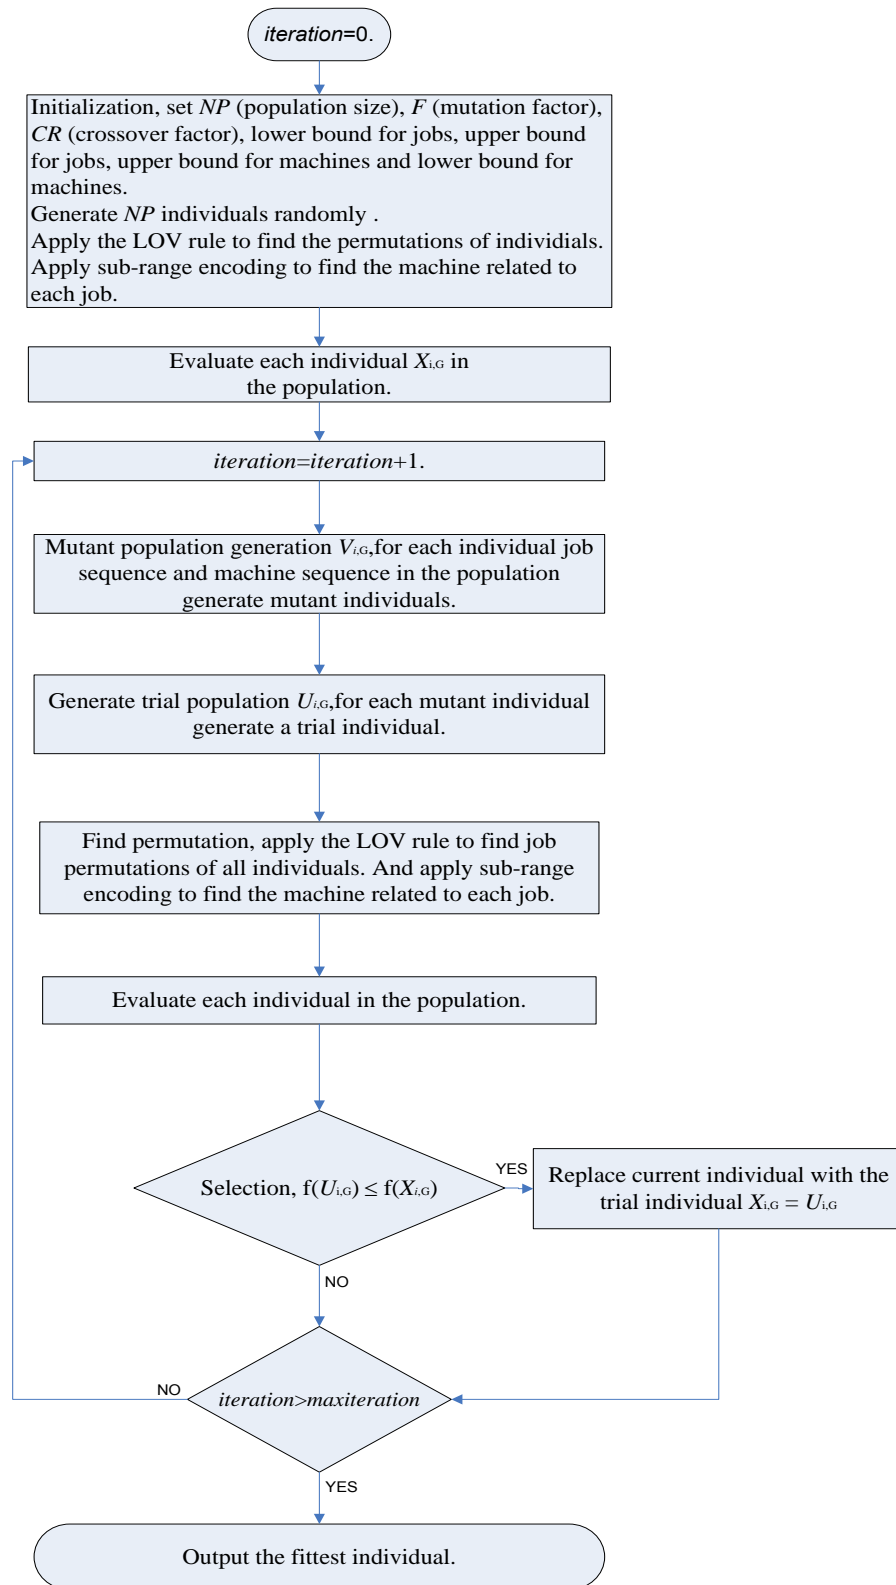 iteration=0.
Initialization, set NP (population size), F (mutation factor),
CR (crossover factor), lower bound for jobs, upper bound
for jobs, upper bound for machines and lower bound for
machines.
Generate NP individuals randomly .
Apply the LOV rule to find the permutations of individials.
Apply sub-range encoding to find the machine related to
each job.
Evaluate each individual Xi,G in
the population.
iteration=iteration+1.
Mutant population generation Vi,G,for each individual job
sequence and machine sequence in the population
generate mutant individuals.
Generate trial population Ui,G,for each mutant individual
generate a trial individual.
Find permutation, apply the LOV rule to find job
permutations of all individuals. And apply sub-range
encoding to find the machine related to each job.
Evaluate each individual in the population.
Selection, f(Ui,G) ≤ f(Xi,G)
YES
Replace current individual with the
trial individual Xi,G = Ui,G
NO
iteration>maxiteration
NO
YES
Output the fittest individual.